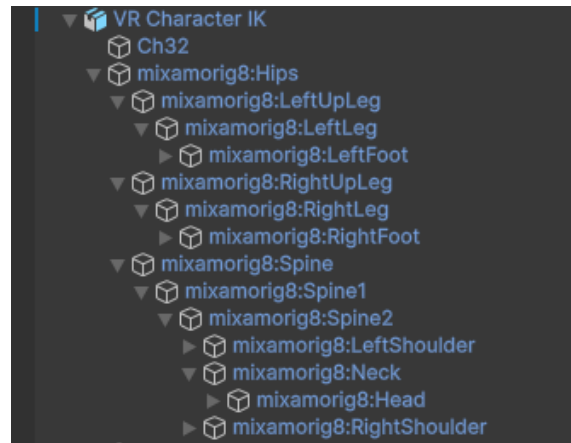 VR Character IK
Ch32
mixamorig8:Hips
mixamorig8:LeftUpLeg
mixamorig8:LeftLeg
mixamorig8:LeftFoot
mixamorig8:RightUpLeg
mixamorig8:RightLeg
mixamorig8:RightFoot
mixamorig8:Spine
mixamorig8:Spine1
mixamorig8:Spine2
mixamorig8:LeftShoulder
mixamorig8:Neck
mixamorig8:Head
mixamorig8:RightShoulder